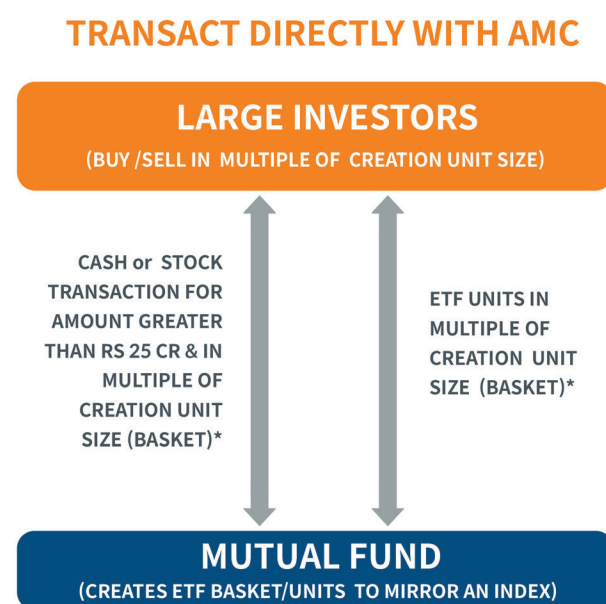 TRANSACT DIRECTLY WITH AMC
LARGE INVESTORS
(BUY /SELL IN MULTIPLE OF CREATION UNIT SIZE)
CASH or STOCK
TRANSACTION FOR
AMOUNT GREATER
THAN RS 25 CR & IN
MULTIPLE OF
CREATION UNIT
SIZE (BASKET)*
ETF UNITS IN
MULTIPLE OF
CREATION UNIT
SIZE (BASKET)*
MUTUAL FUND
(CREATES ETF BASKET/UNITS TO MIRROR AN INDEX)